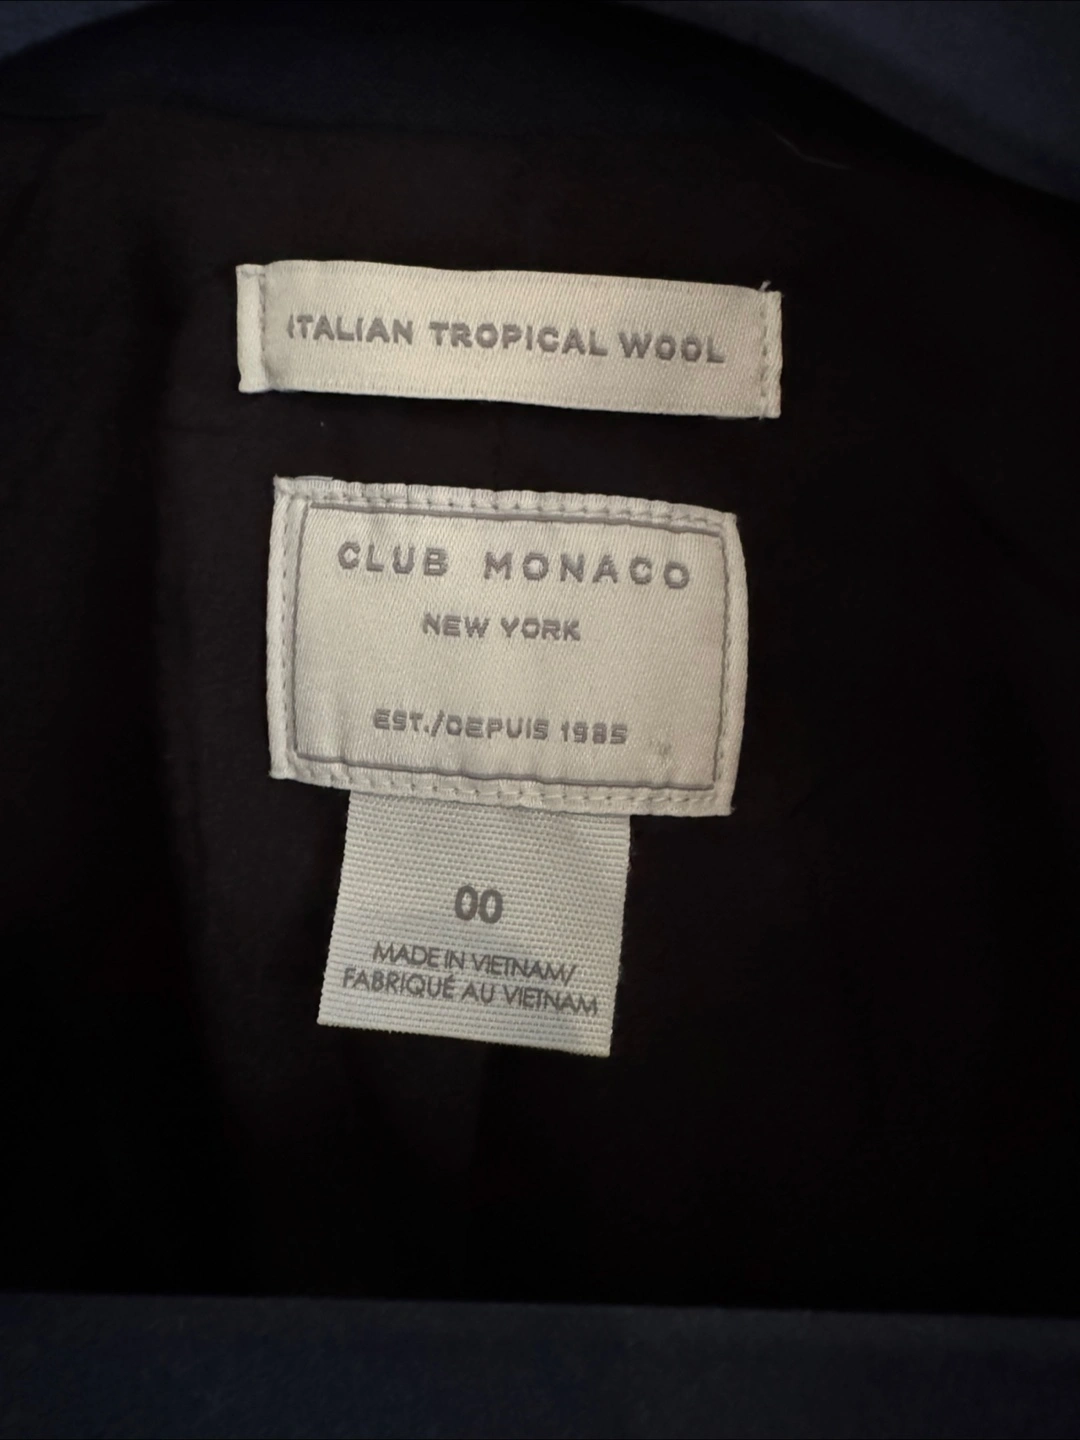 ITALIAN TROPICAL WOOL
CLUB MONACO
NEW YORK
EST./DEPUIS 1985
00
MADE IN VIETNAM/
FABRIQUÉ AU VIETNAM